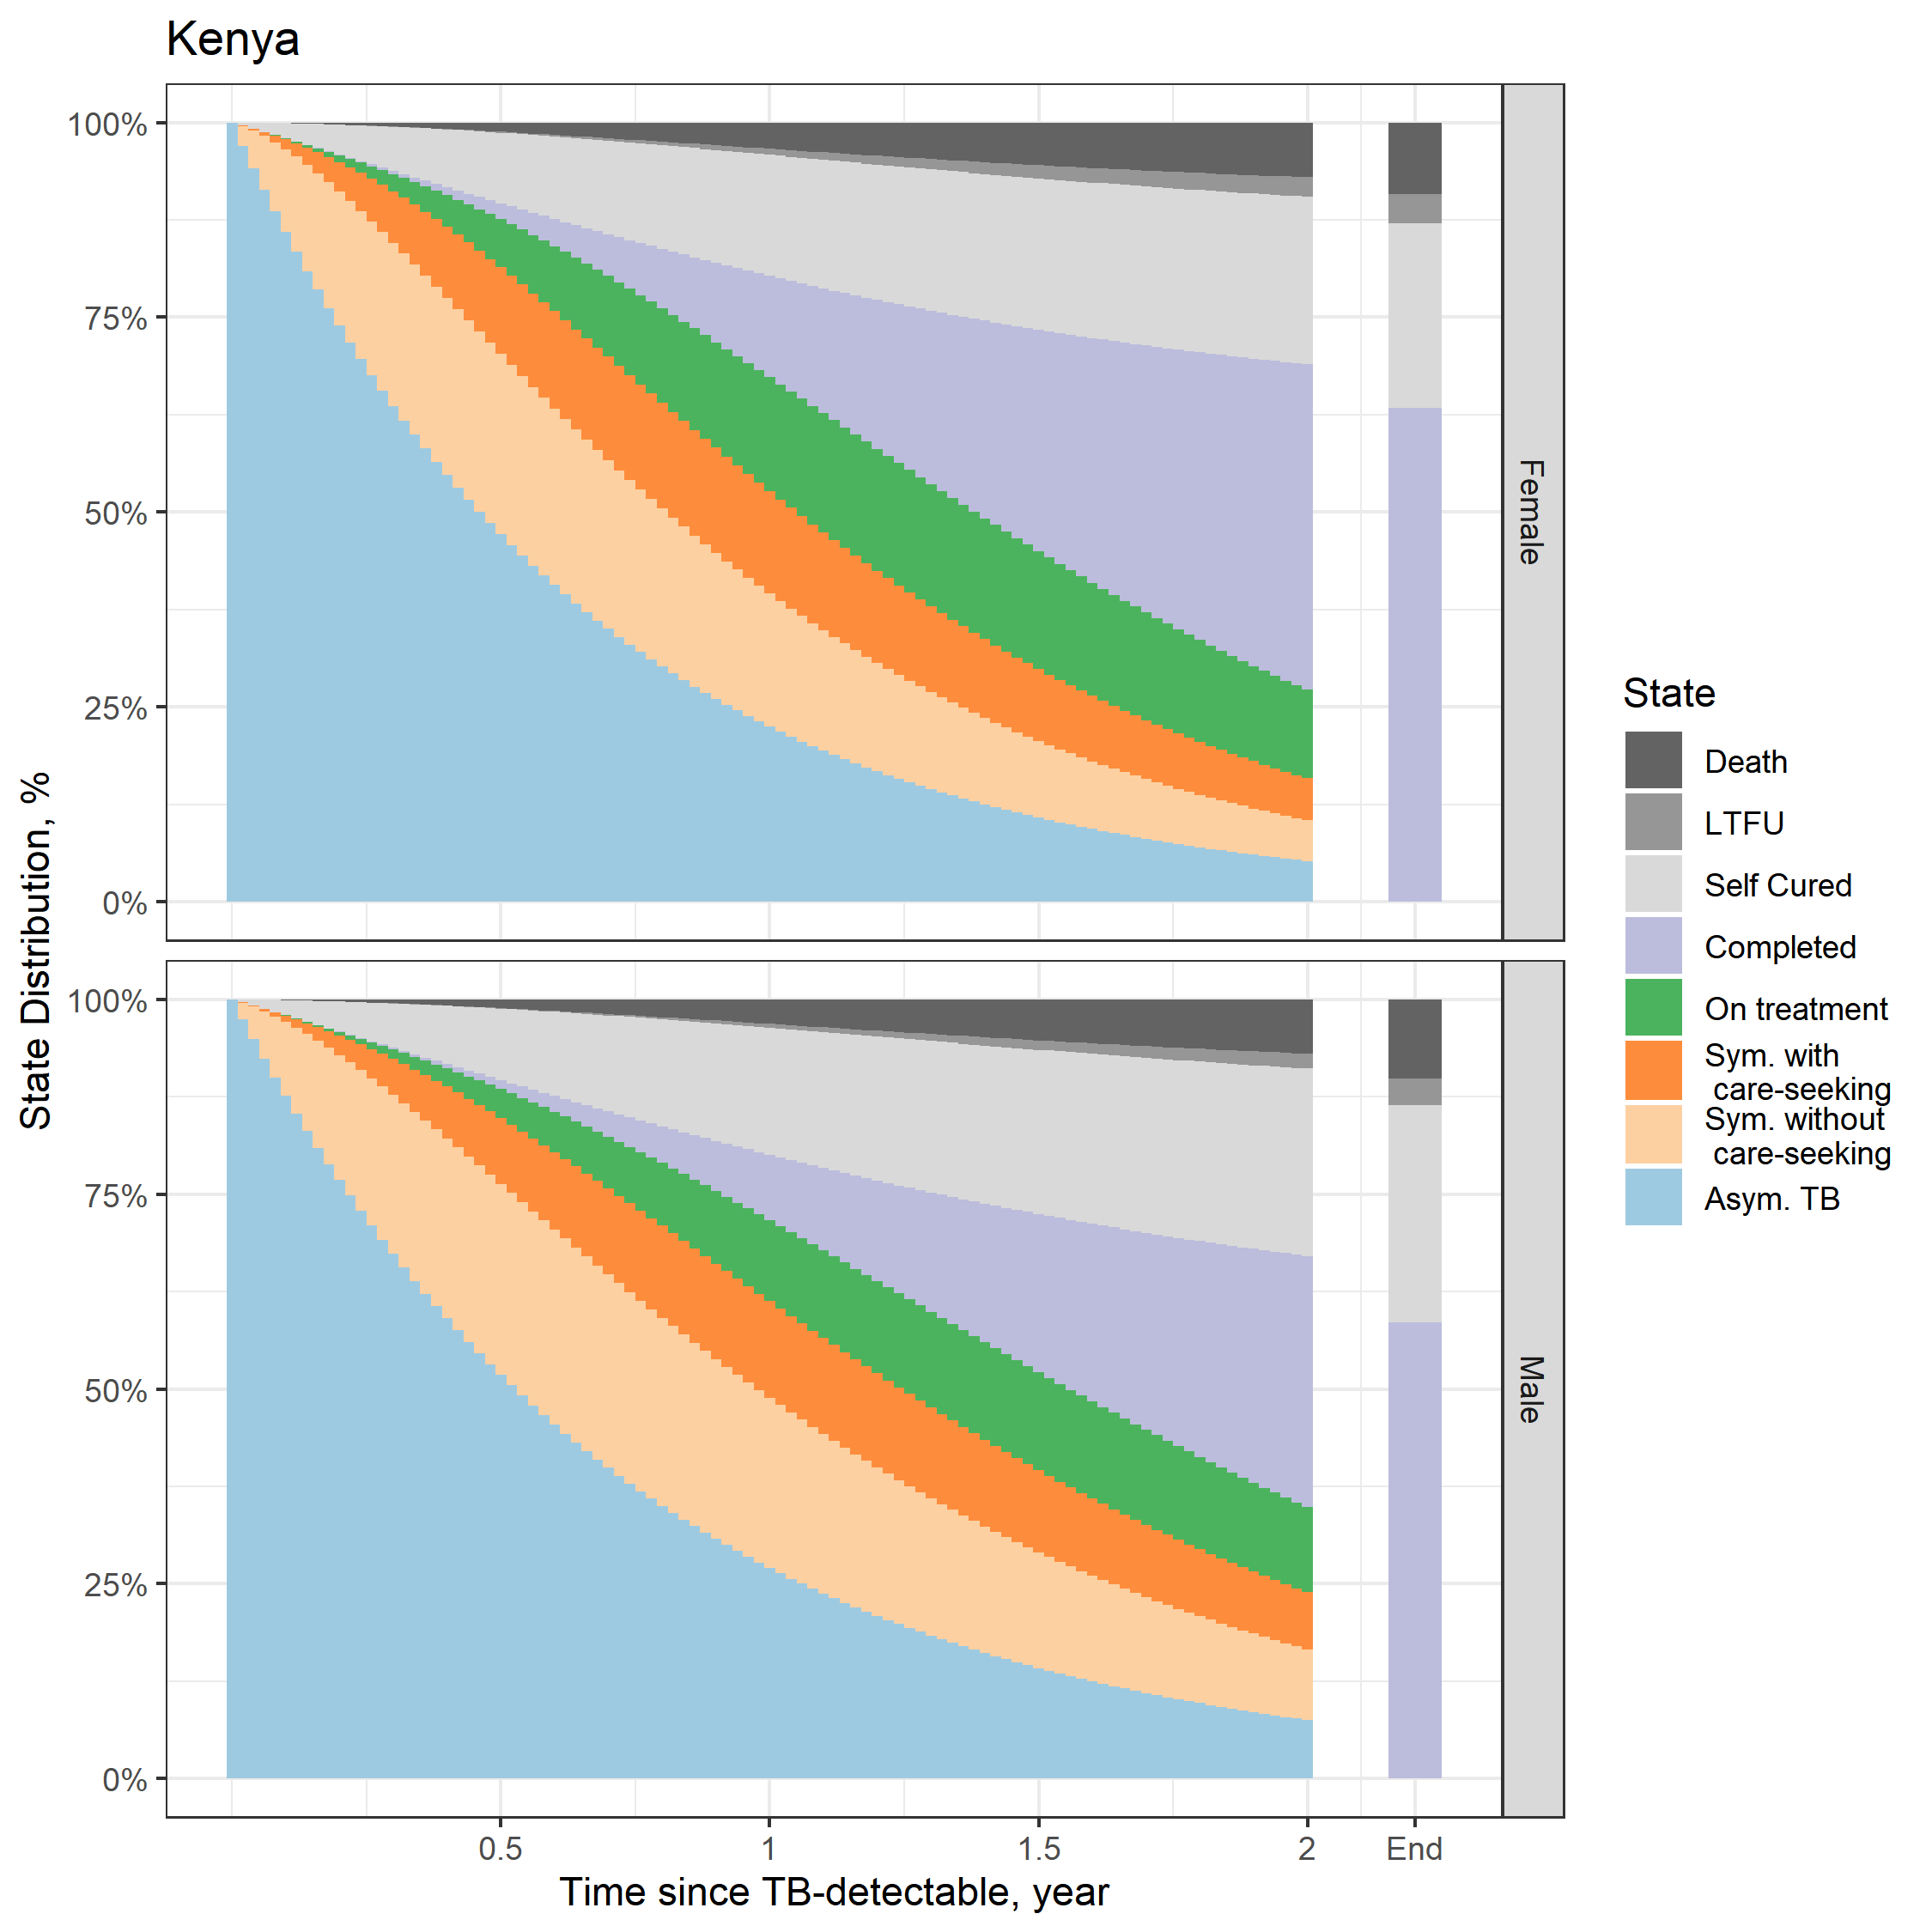 Kenya
State Distribution, %
100%
75%
50%
25%
0%
Female
100%
75%
50%
25%
0%
Male
0.5
1
1.5
2
End
Time since TB-detectable, year
State
Death
LTFU
Self Cured
Completed
On treatment
Sym. with
care-seeking
Sym. without
care-seeking
Asym. TB